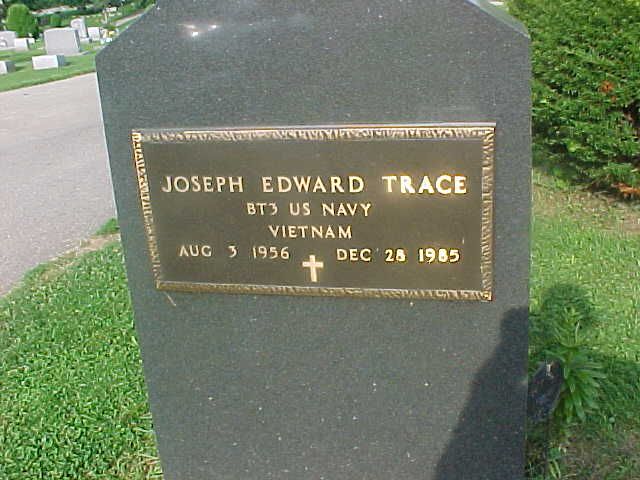 JOSEPH EDWARD TRACE
BT3 US NAVY
VIETNAM
AUG 3 1956 DEC 28 1985